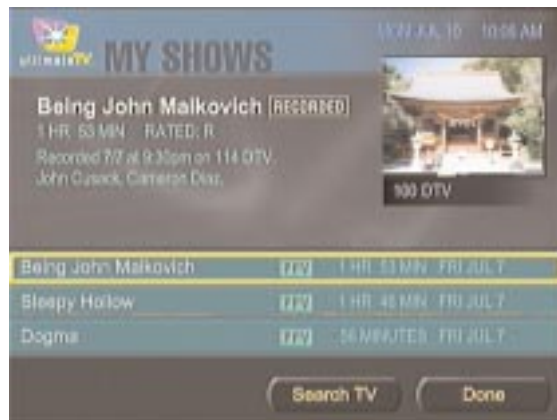 ultimateTV
MY SHOWS
MON JUL 10 10:06 AM
Being John Malkovich RECORDED
1 HR 53 MIN RATED: R
Recorded 7/7 at 9:30pm on 114 DTV.
John Cusack, Cameron Diaz,
100 DTV
Being John Malkovich PPV 1 HR 53 MIN FRI JUL 7
Sleepy Hollow PPV 1 HR 46 MIN FRI JUL 7
Dogma PPV 56 MINUTES FRI JUL 7
Search TV
Done